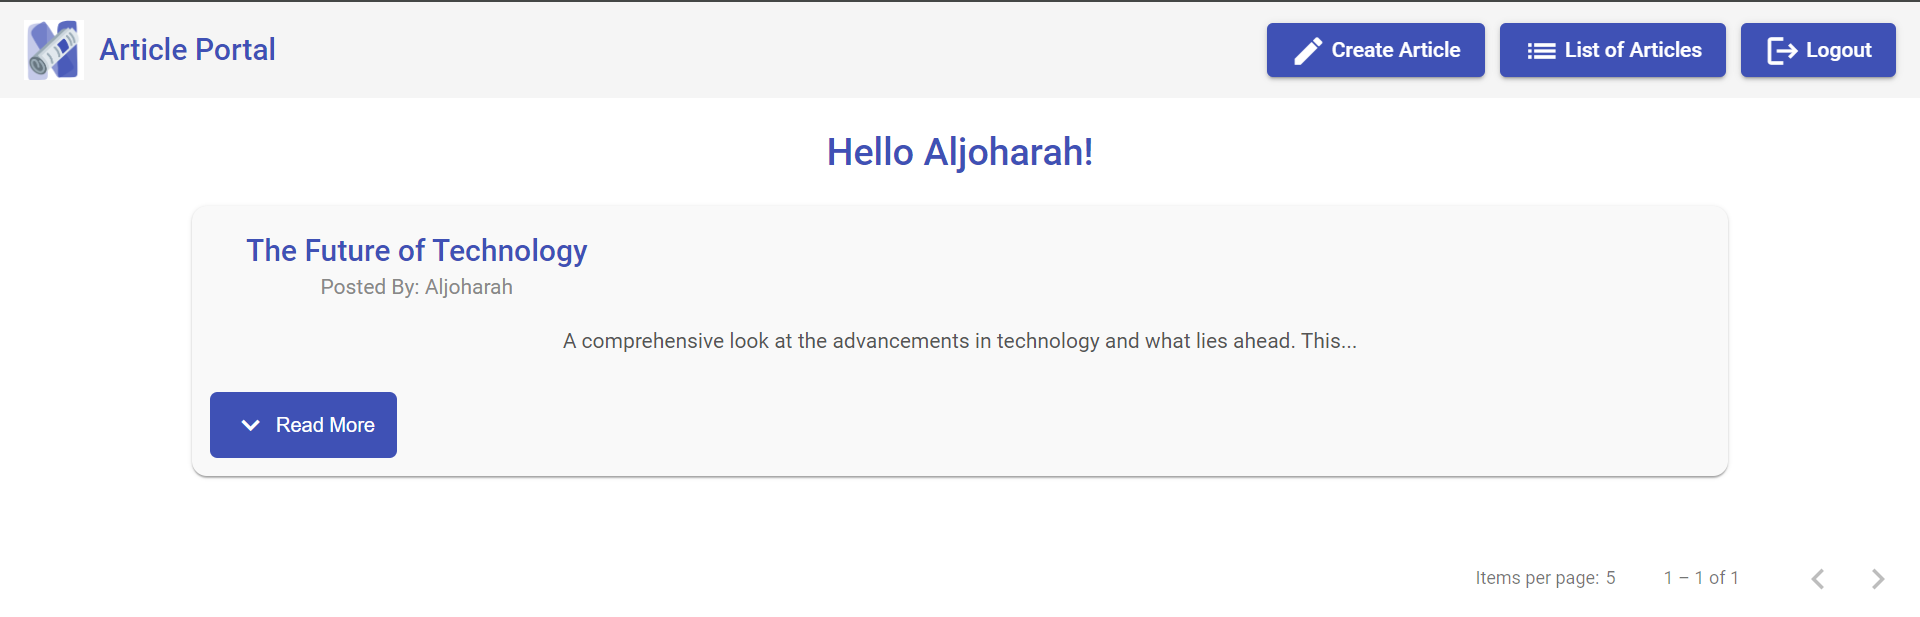 Article Portal
Create Article
List of Articles
Logout
Hello Aljoharah!
The Future of Technology
Posted By: Aljoharah
A comprehensive look at the advancements in technology and what lies ahead. This...
Read More
Items per page: 5 1 – 1 of 1